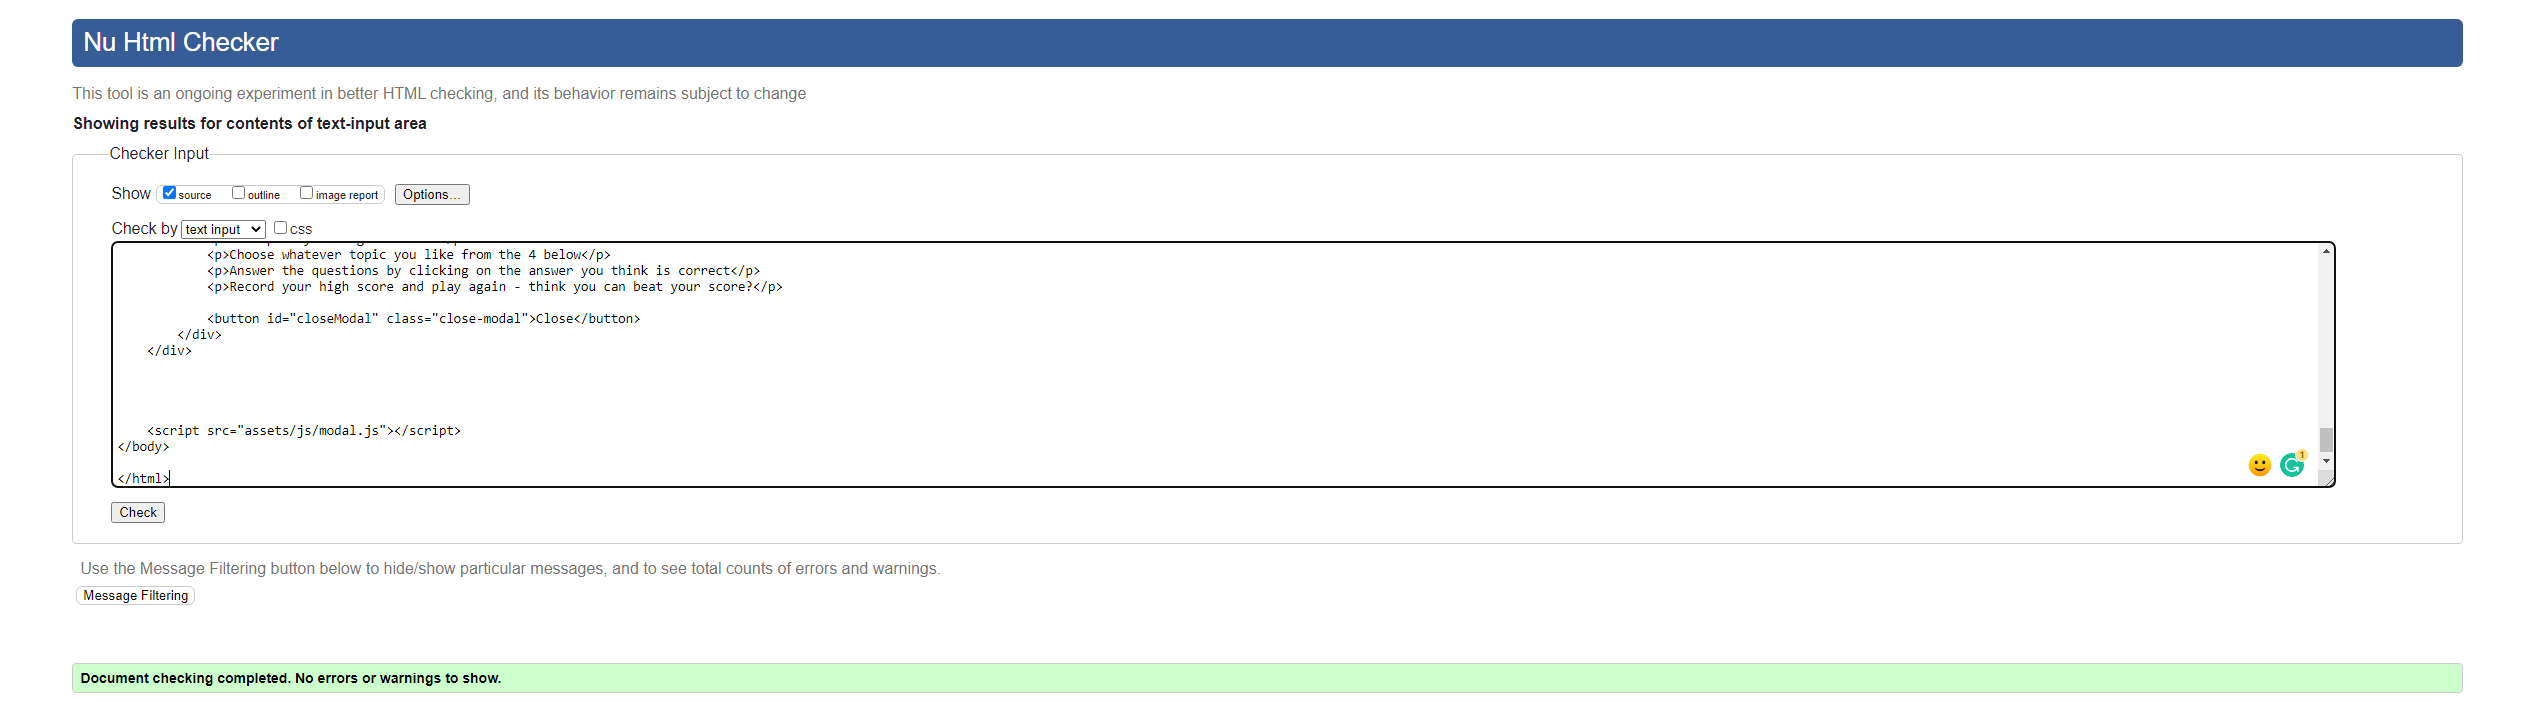 Nu Html Checker
This tool is an ongoing experiment in better HTML checking, and its behavior remains subject to change
Showing results for contents of text-input area
Checker Input
Show source outline image report Options...
Check by text input css
<p>Choose whatever topic you like from the 4 below</p>
<p>Answer the questions by clicking on the answer you think is correct</p>
<p>Record your high score and play again - think you can beat your score?</p>
<button id="closeModal" class="close-modal">Close</button>
</div>
</div>
<script src="assets/js/modal.js"></script>
</body>
</html>
1
Check
Use the Message Filtering button below to hide/show particular messages, and to see total counts of errors and warnings.
Message Filtering
Document checking completed. No errors or warnings to show.